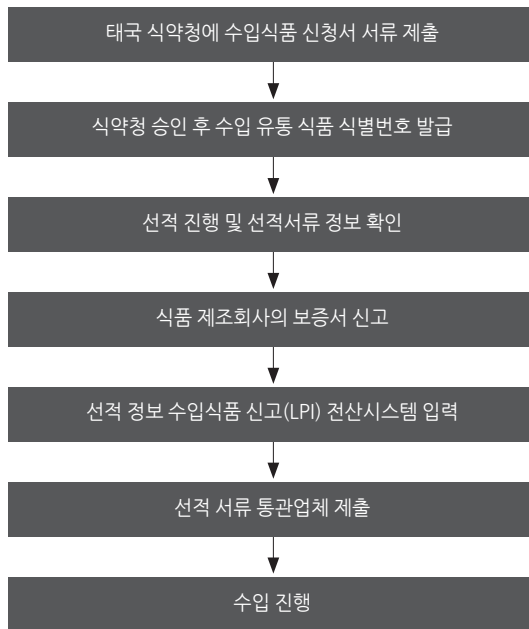 태국 식약청에 수입식품 신청서 서류 제출
식약청 승인 후 수입 유통 식품 식별번호 발급
선적 진행 및 선적서류 정보 확인
식품 제조회사의 보증서 신고
선적 정보 수입식품 신고(LPI) 전산시스템 입력
선적 서류 통관업체 제출
수입 진행